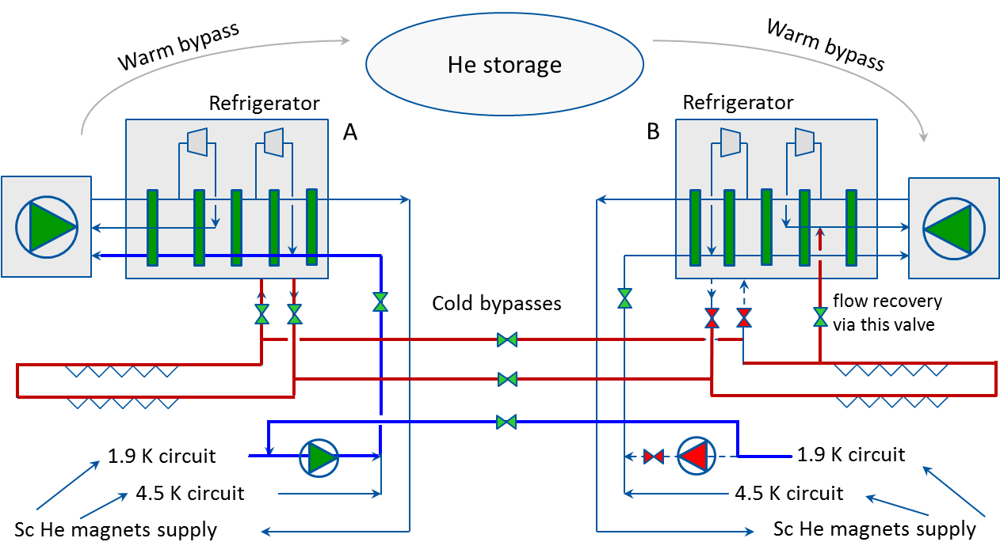 Warm bypass
He storage
Warm bypass
Refrigerator
A
Refrigerator
B
Cold bypasses
flow recovery
via this valve
1.9 K circuit
4.5 K circuit
Sc He magnets supply
1.9 K circuit
4.5 K circuit
Sc He magnets supply